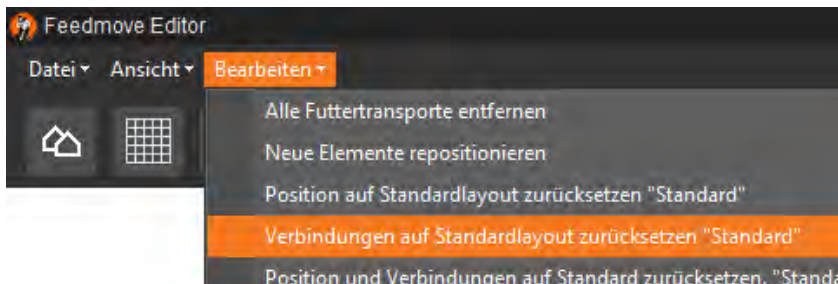 Feedmove Editor
Datei Ansicht Bearbeiten
Alle Futtertransporte entfernen
Neue Elemente repositionieren
Position auf Standardlayout zurücksetzen "Standard"
Verbindungen auf Standardlayout zurücksetzen "Standard"
Position und Verbindungen auf Standard zurücksetzen,